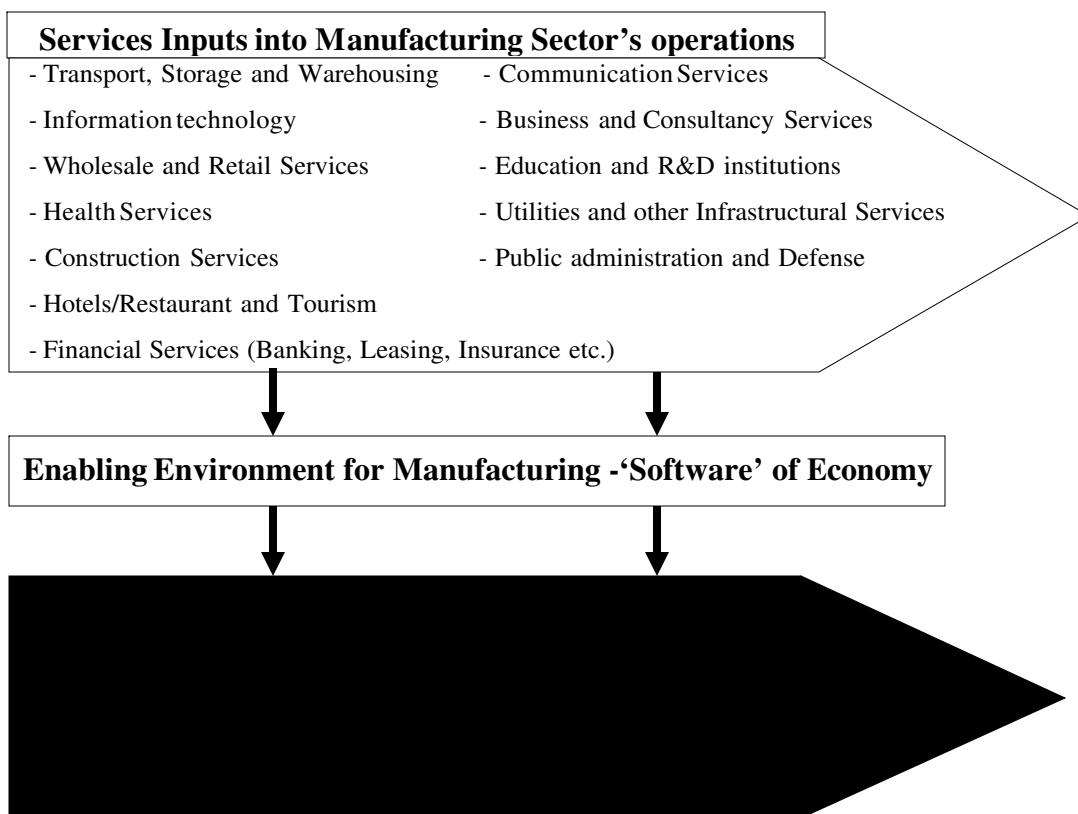 Services Inputs into Manufacturing Sector's operations
- Transport, Storage and Warehousing - Communication Services
- Information technology - Business and Consultancy Services
- Wholesale and Retail Services - Education and R&D institutions
- Health Services - Utilities and other Infrastructural Services
- Construction Services - Public administration and Defense
- Hotels/Restaurant and Tourism
- Financial Services (Banking, Leasing, Insurance etc.)
Enabling Environment for Manufacturing -‘Software’ of Economy